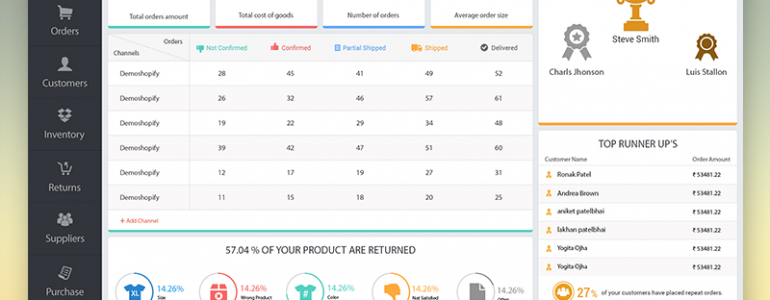 Orders
Customers
Inventory
Returns
Suppliers
Purchase
Total orders amount
Total cost of goods
Number of orders
Average order size
Orders
Channels
Not Confirmed
Confirmed
Partial Shipped
Shipped
Delivered
Demoshopify 28 45 41 49 52
Demoshopify 26 32 46 57 61
Demoshopify 19 22 29 34 48
Demoshopify 39 42 47 51 60
Demoshopify 12 17 19 27 31
Demoshopify 11 15 18 20 25
+ Add Channel
57.04 % OF YOUR PRODUCT ARE RETURNED
XL
14.26%
Size
14.26%
Wrong Product
#
14.26%
Color
14.26%
Not Satisfied
14.26%
Other
Steve Smith
Charls Jhonson
Luis Stallon
TOP RUNNER UP'S
Customer Name Order Amount
Ronak Patel ₹ 53481.22
Andrea Brown ₹ 53481.22
aniket patelbhai ₹ 53481.22
lakhan patelbhai ₹ 53481.22
Yogita Ojha ₹ 53481.22
Yogita Ojha ₹ 53481.22
27% of your customers have placed repeat orders.